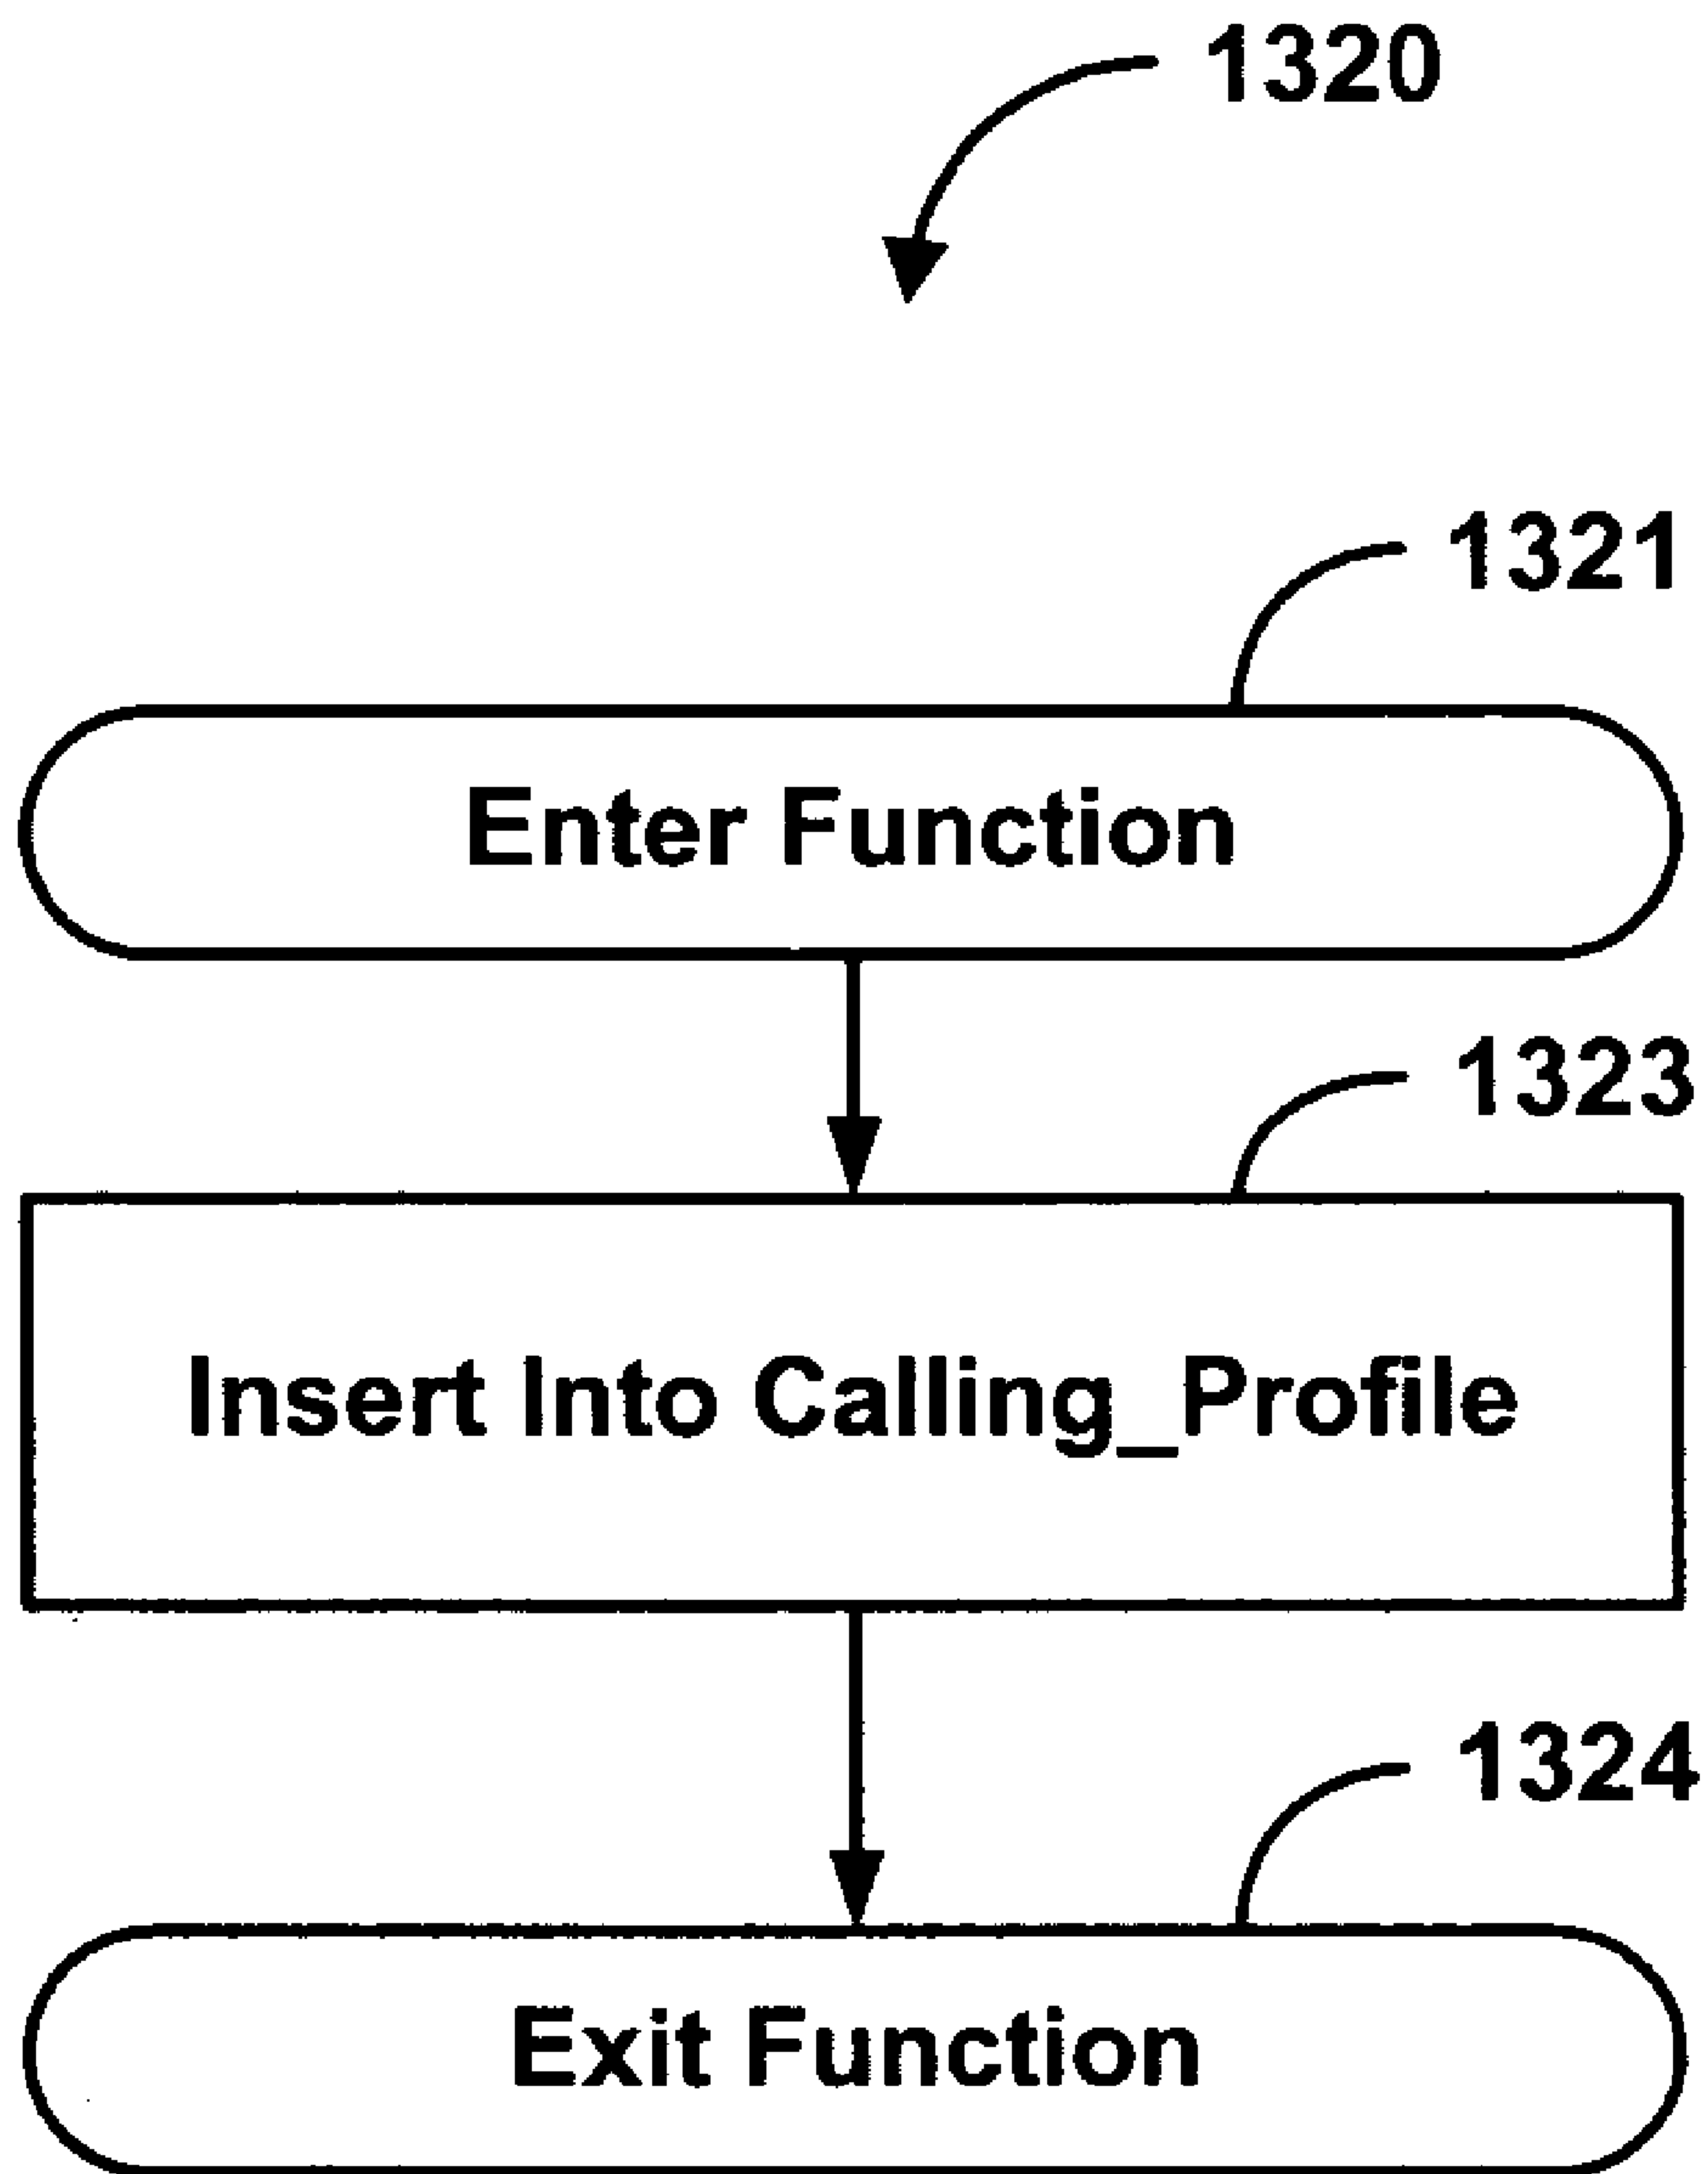 1320
1321
Enter Function
1323
Insert Into Calling_Profile
1324
Exit Function